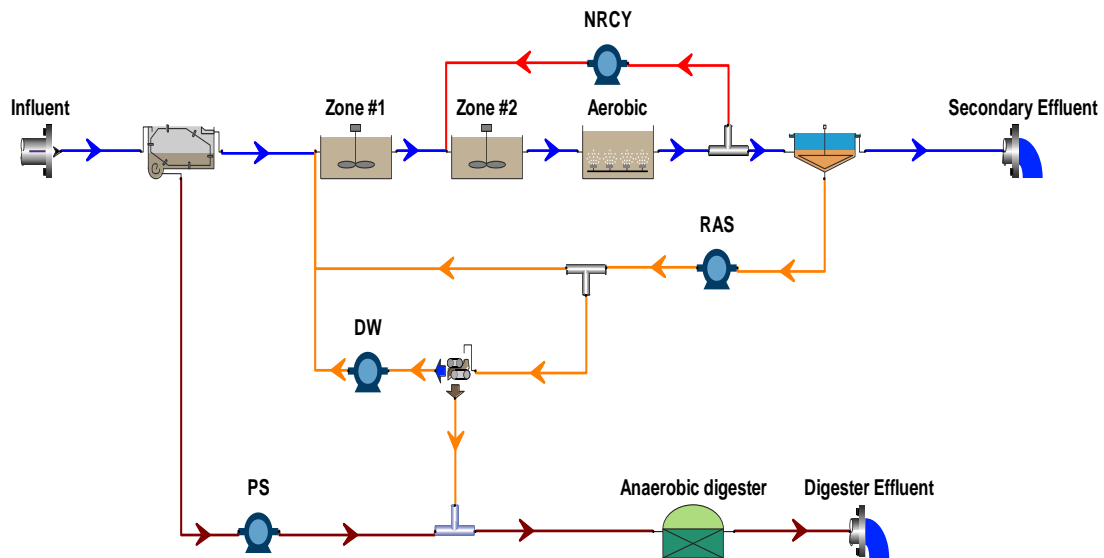 NRCY
Influent
Zone #1
Zone #2
Aerobic
Secondary Effluent
RAS
DW
PS
Anaerobic digester
Digester Effluent